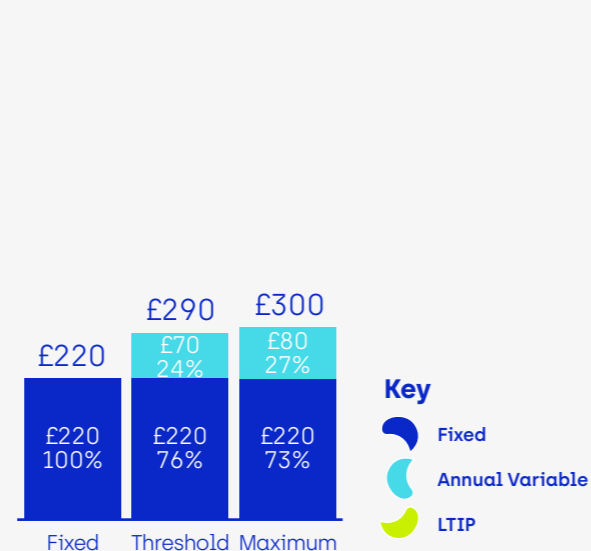 £220
£290
£300
£70
24%
£80
27%
£220
100%
£220
76%
£220
73%
Fixed
Threshold
Maximum
Key
Fixed
Annual Variable
LTIP